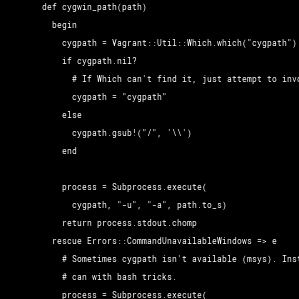 def cygwin_path(path)
begin
cygpath = Vagrant::Util::Which.which("cygpath")
if cygpath.nil?
# If Which can't find it, just attempt to invo
cygpath = "cygpath"
else
cygpath.gsub!("/", '\\')
end
process = Subprocess.execute(
cygpath, "-u", "-a", path.to_s)
return process.stdout.chomp
rescue Errors::CommandUnavailableWindows => e
# Sometimes cygpath isn't available (msys). Inst
# can with bash tricks.
process = Subprocess.execute(